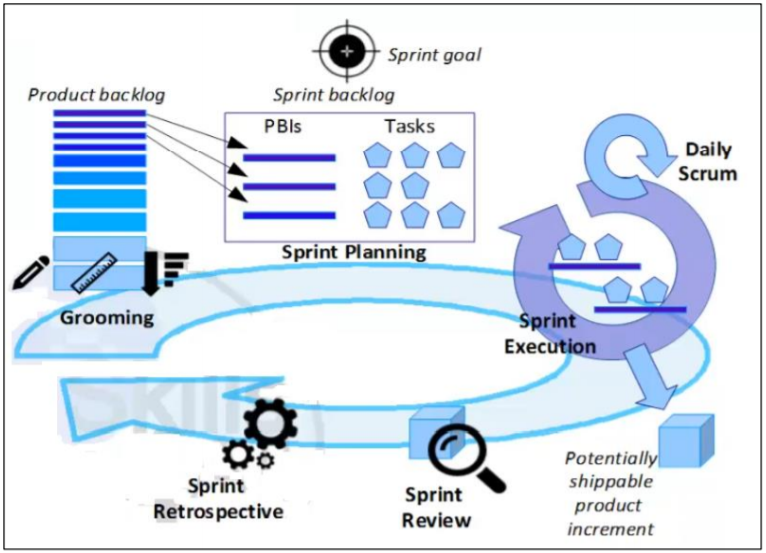 Sprint goal
Product backlog
Sprint backlog
PBIs
Tasks
Daily
Scrum
Sprint Planning
Grooming
Sprint
Execution
Skills
Sprint
Retrospective
Sprint
Review
Potentially
shippable
product
increment